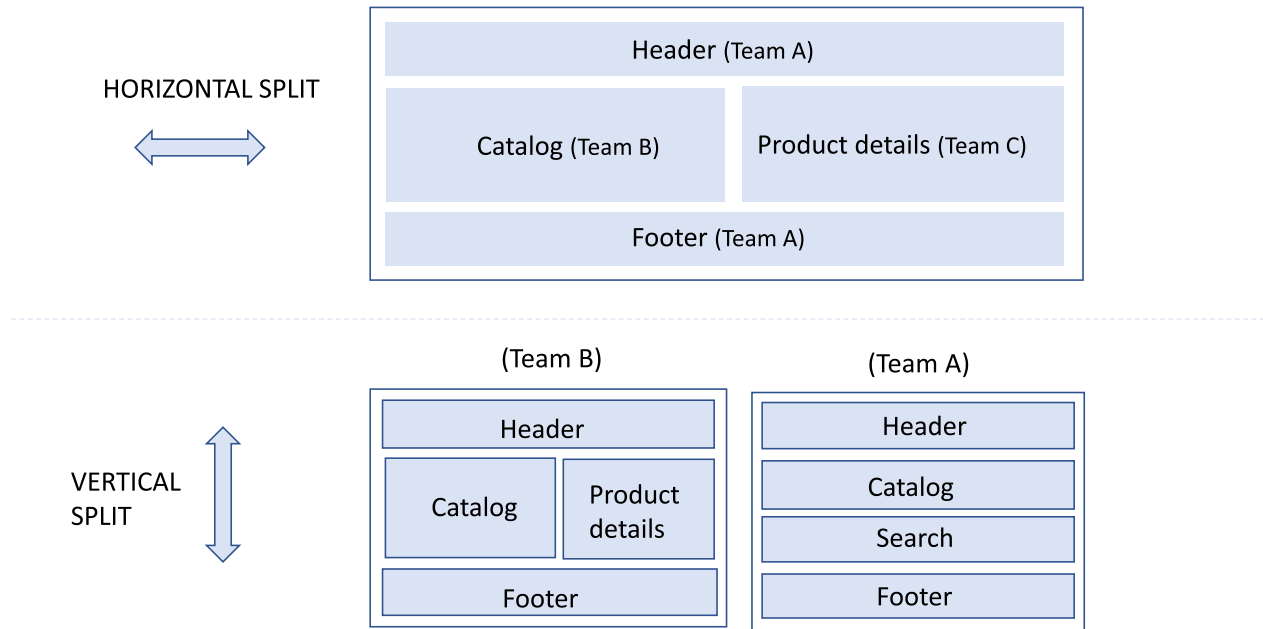 HORIZONTAL SPLIT
Header (Team A)
Catalog (Team B)
Product details (Team C)
Footer (Team A)
VERTICAL
SPLIT
(Team B)
Header
Catalog
Product
details
Footer
(Team A)
Header
Catalog
Search
Footer